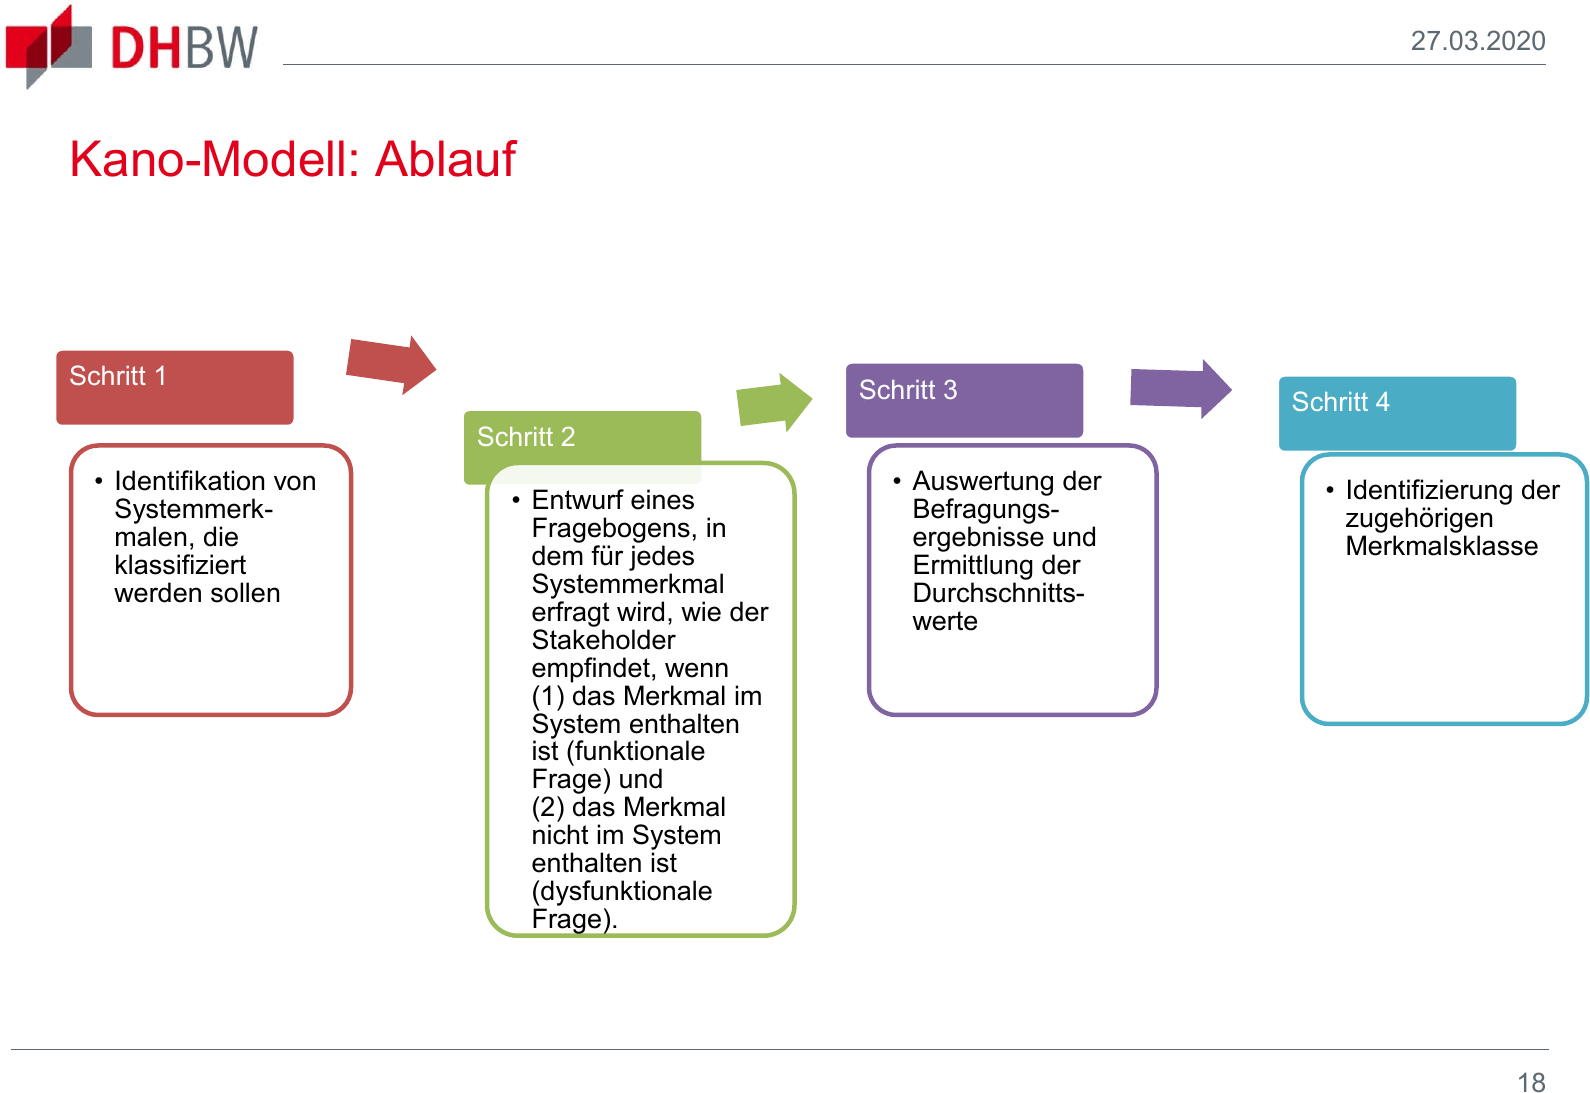 DHBW
27.03.2020
Kano-Modell: Ablauf
Schritt 1
• Identifikation von
Systemmerk-
malen, die
klassifiziert
werden sollen
Schritt 2
• Entwurf eines
Fragebogens, in
dem für jedes
Systemmerkmal
erfragt wird, wie der
Stakeholder
empfindet, wenn
(1) das Merkmal im
System enthalten
ist (funktionale
Frage) und
(2) das Merkmal
nicht im System
enthalten ist
(dysfunktionale
Frage).
Schritt 3
• Auswertung der
Befragungs-
ergebnisse und
Ermittlung der
Durchschnitts-
werte
Schritt 4
• Identifizierung der
zugehörigen
Merkmalsklasse
18